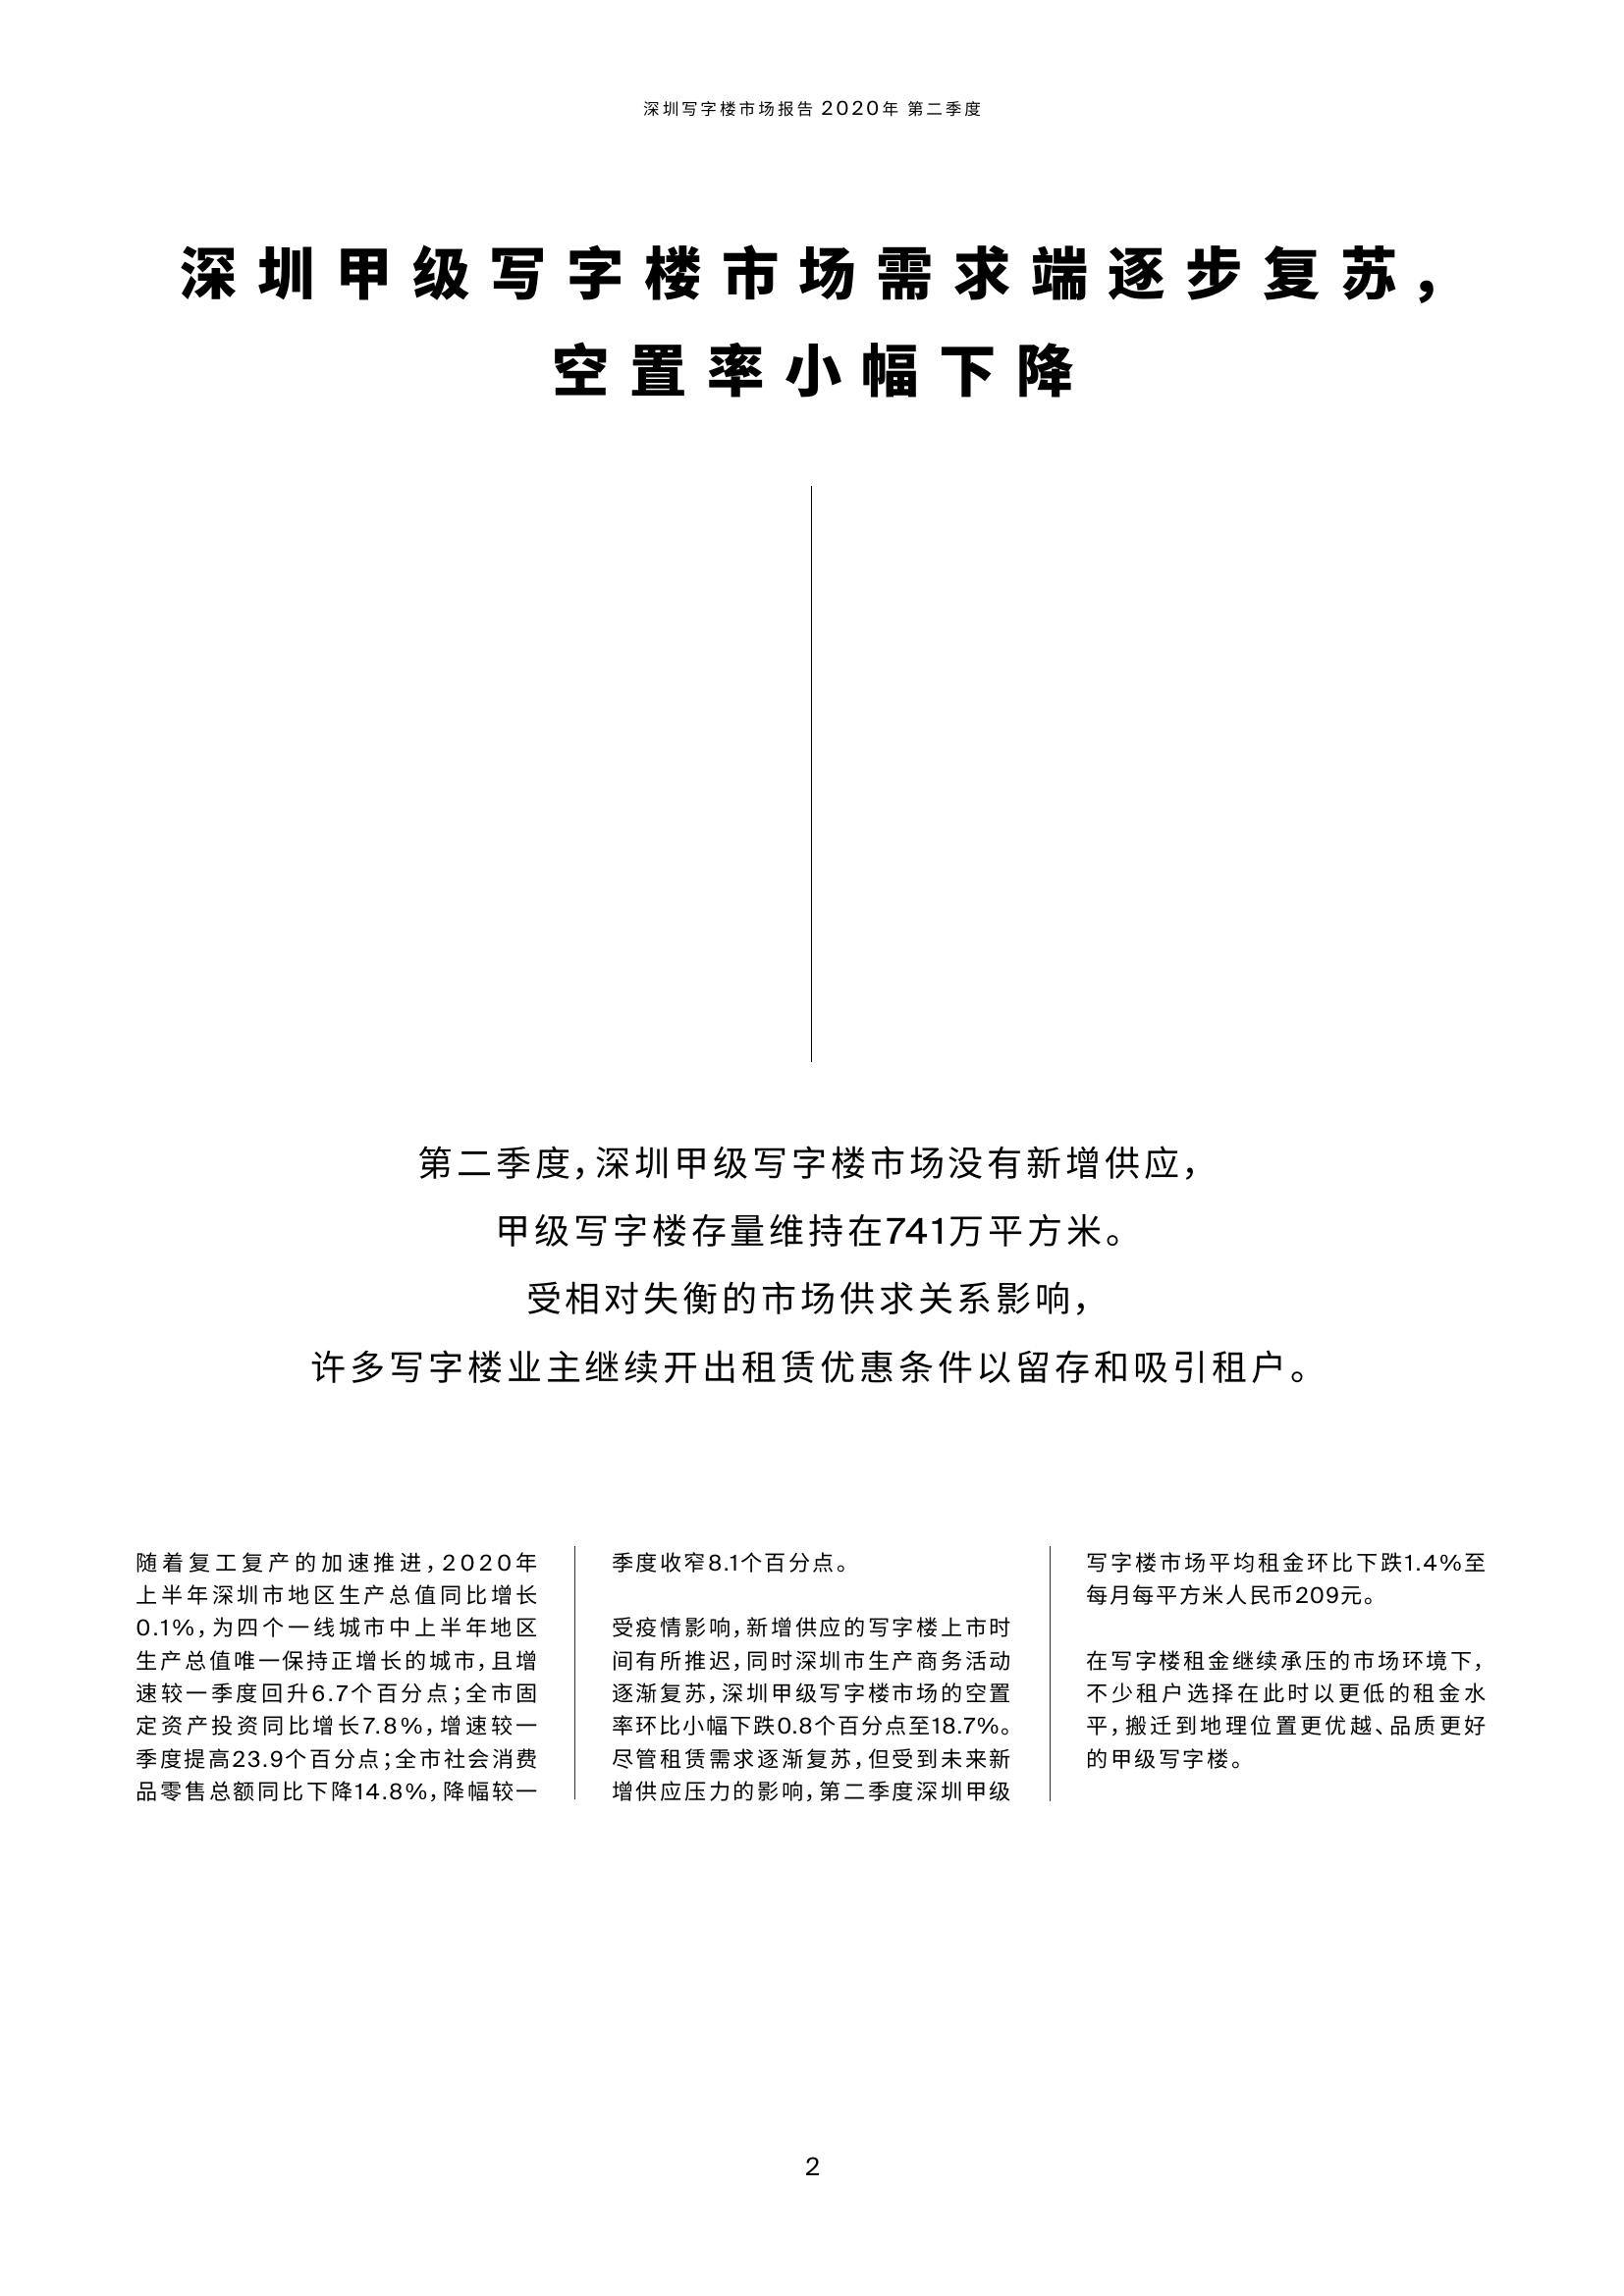 深圳写字楼市场报告 2020年 第二季度
深圳甲级写字楼市场需求端逐步复苏，
空置率小幅下降
第二季度，深圳甲级写字楼市场没有新增供应，
甲级写字楼存量维持在741万平方米。
受相对失衡的市场供求关系影响，
许多写字楼业主继续开出租赁优惠条件以留存和吸引租户。
随着复工复产的加速推进，2020年
上半年深圳市地区生产总值同比增长
0.1%，为四个一线城市中上半年地区
生产总值唯一保持正增长的城市，且增
速较一季度回升6.7个百分点；全市固
定资产投资同比增长7.8%，增速较一
季度提高23.9个百分点；全市社会消费
品零售总额同比下降14.8%，降幅较一
季度收窄8.1个百分点。
受疫情影响，新增供应的写字楼上市时
间有所推迟，同时深圳市生产商务活动
逐渐复苏，深圳甲级写字楼市场的空置
率环比小幅下跌0.8个百分点至18.7%。
尽管租赁需求逐渐复苏，但受到未来新
增供应压力的影响，第二季度深圳甲级
写字楼市场平均租金环比下跌1.4%至
每月每平方米人民币209元。
在写字楼租金继续承压的市场环境下，
不少租户选择在此时以更低的租金水
平，搬迁到地理位置更优越、品质更好
的甲级写字楼。
2